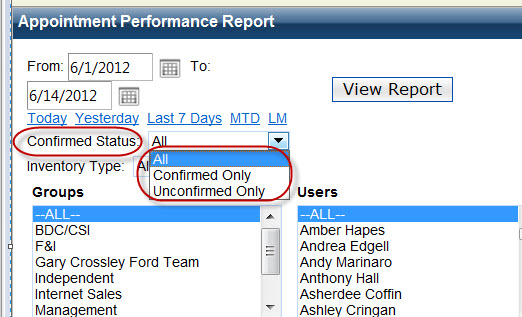 Appointment Performance Report
From: 6/1/2012 To:
6/14/2012
View Report
Today Yesterday Last 7 Days MTD LM
Confirmed Status: All
All
Inventory Type:
Confirmed Only
Unconfirmed Only
Groups Users
--ALL-- --ALL--
BDC/CSI Amber Hapes
F&I Andrea Edgell
Gary Crossley Ford Team Andy Marinaro
Independent Anthony Hall
Internet Sales Asherdee Coffin
Management Ashley Cringan